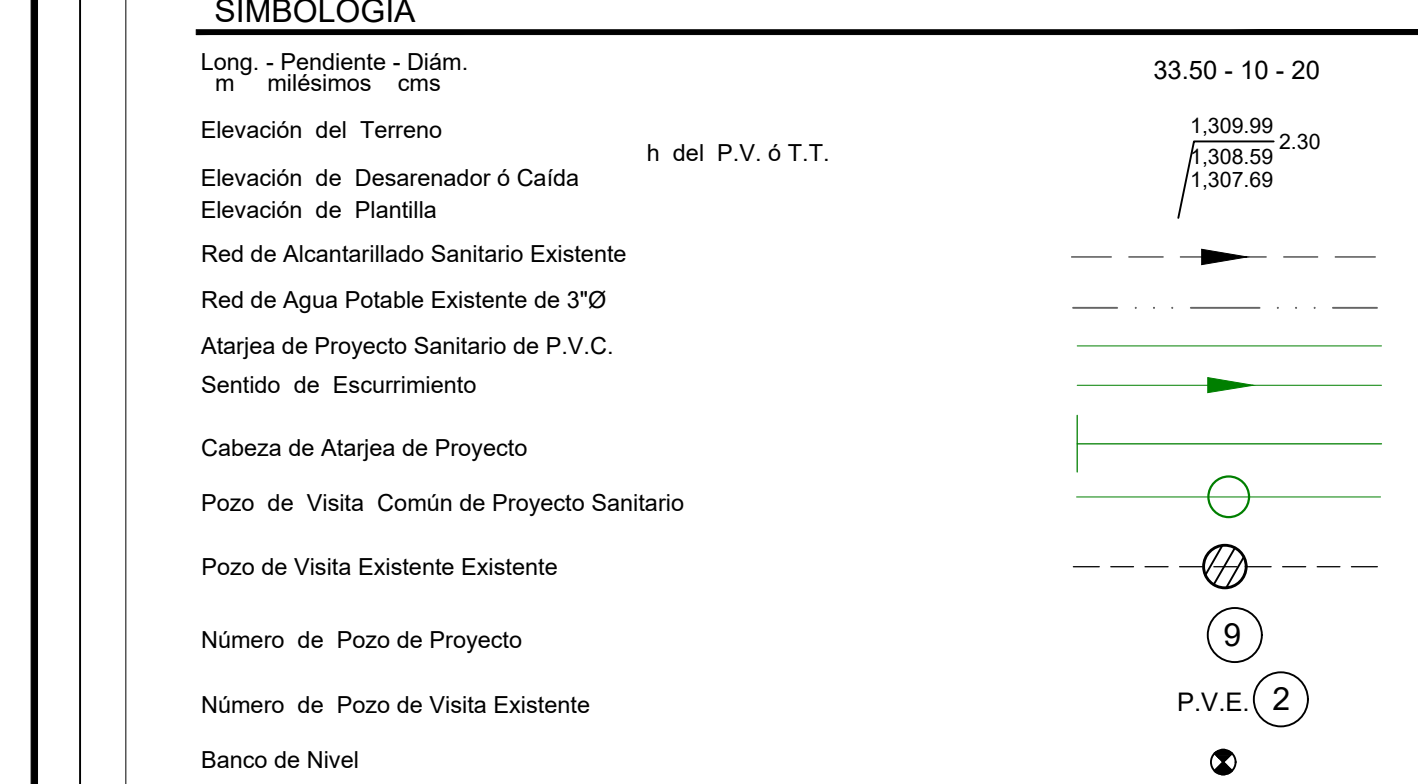 SIMBOLOGIA
Long. - Pendiente - Diám.
m milésimos cms
33.50 - 10 - 20
Elevación del Terreno
h del P.V. ó T.T.
Elevación de Desarenador ó Caída
Elevación de Plantilla
1,309.99
2.30
1,308.59
1,307.69
Red de Alcantarillado Sanitario Existente
Red de Agua Potable Existente de 3"Ø
Atarjea de Proyecto Sanitario de P.V.C.
Sentido de Escurrimiento
Cabeza de Atarjea de Proyecto
Pozo de Visita Común de Proyecto Sanitario
Pozo de Visita Existente Existente
Número de Pozo de Proyecto
9
Número de Pozo de Visita Existente
P.V.E. 2
Banco de Nivel